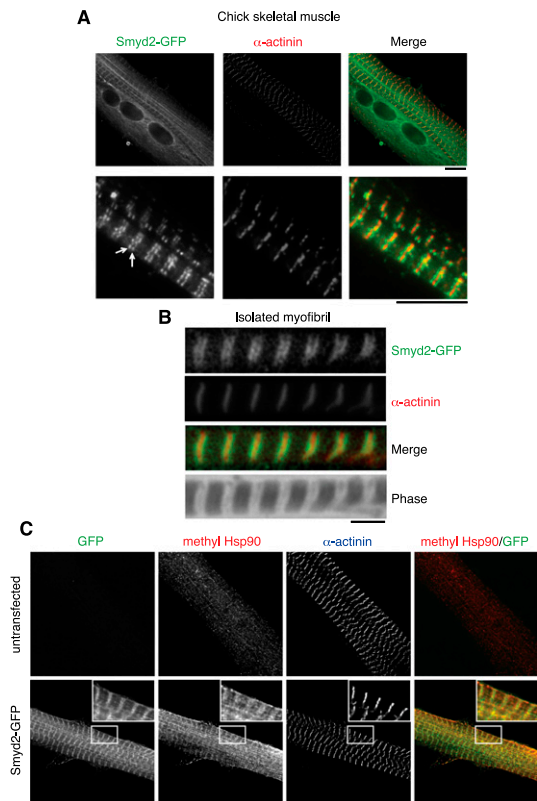 Chick skeletal muscle
A
Smyd2-GFP α-actinin Merge
Isolated myofibril
B
Smyd2-GFP
α-actinin
Merge
Phase
C
GFP methyl Hsp90 α-actinin methyl Hsp90/GFP
untransfected
Smyd2-GFP